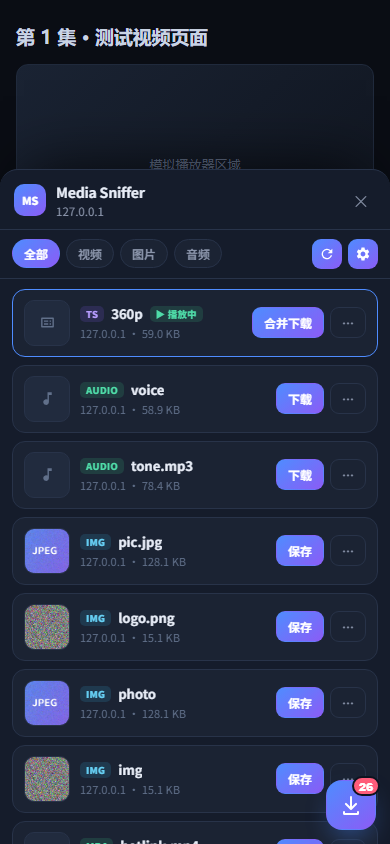 第 1 集 • 测试视频页面
模拟播放器区域
MS
Media Sniffer
127.0.0.1
全部
视频
图片
音频
TS 360p ▶ 播放中
127.0.0.1 • 59.0 KB
合并下载
...
AUDIO voice
127.0.0.1 • 58.9 KB
下载
...
AUDIO tone.mp3
127.0.0.1 • 78.4 KB
下载
...
JPEG
IMG pic.jpg
127.0.0.1 • 128.1 KB
保存
...
IMG logo.png
127.0.0.1 • 15.1 KB
保存
...
JPEG
IMG photo
127.0.0.1 • 128.1 KB
保存
...
IMG img
127.0.0.1 • 15.1 KB
保存
26